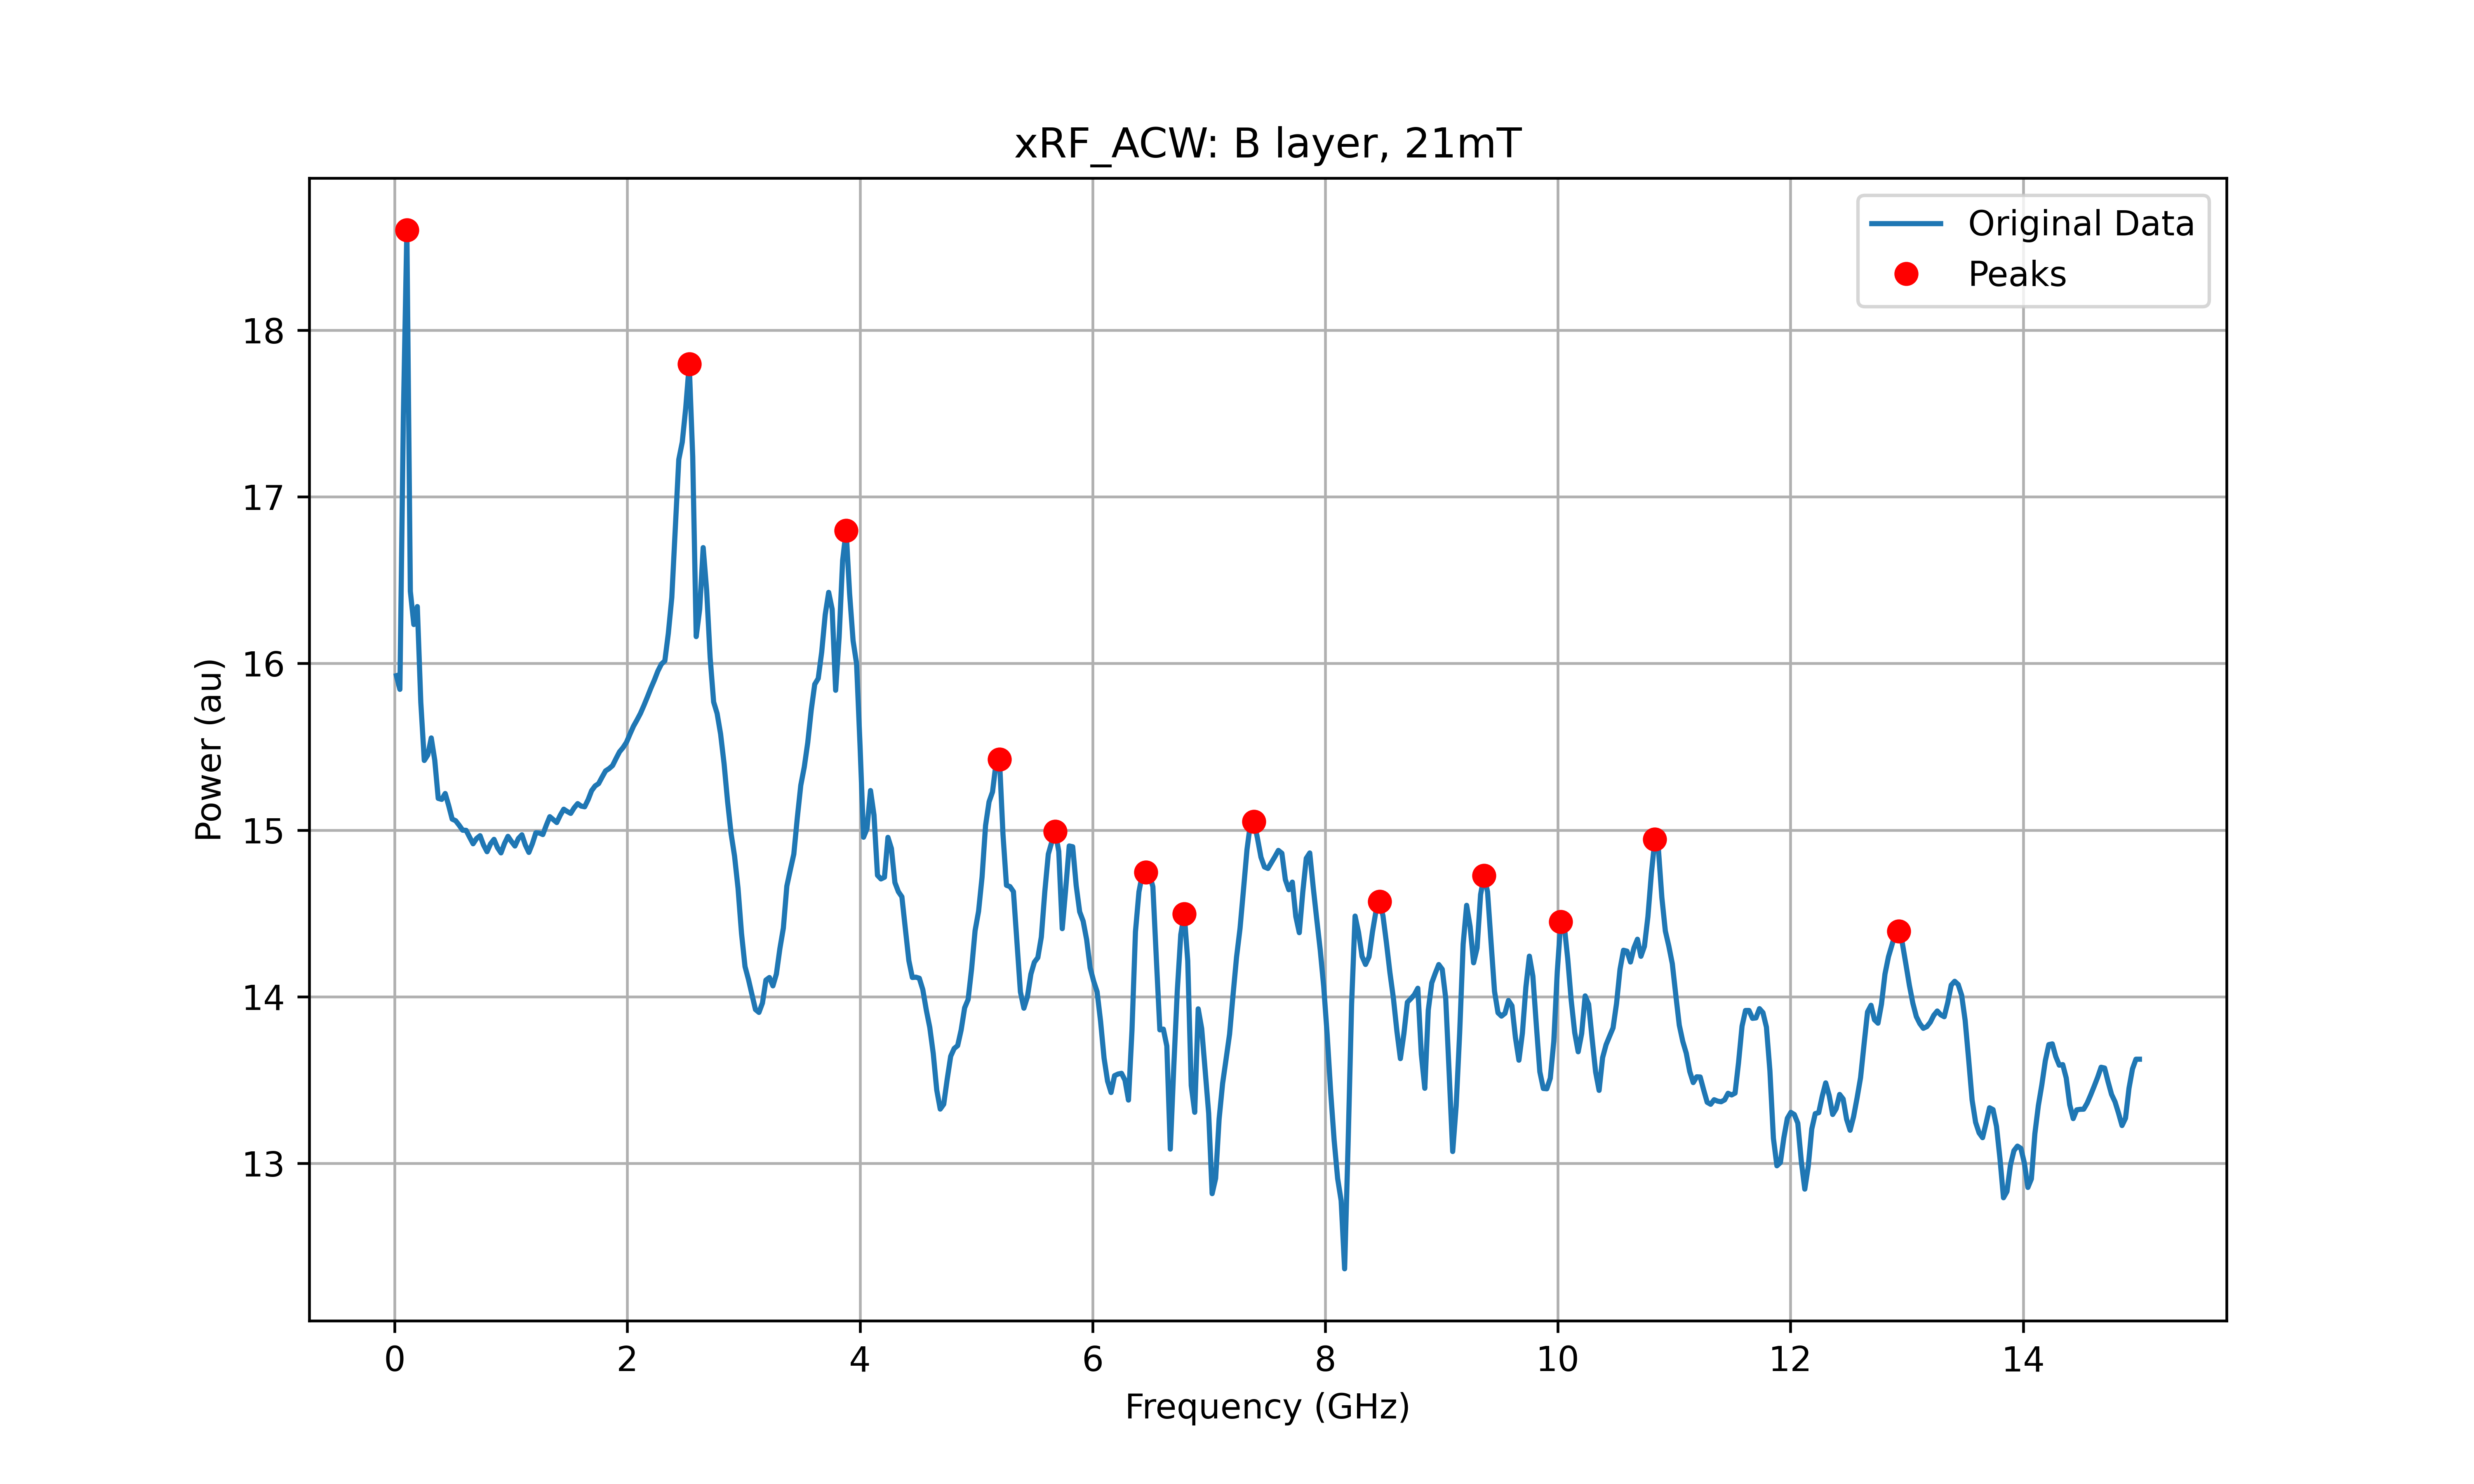 xRF_ACW: B layer, 21mT
Original Data
Peaks
18
17
16
15
14
13
Power (au)
0 2 4 6 8 10 12 14
Frequency (GHz)